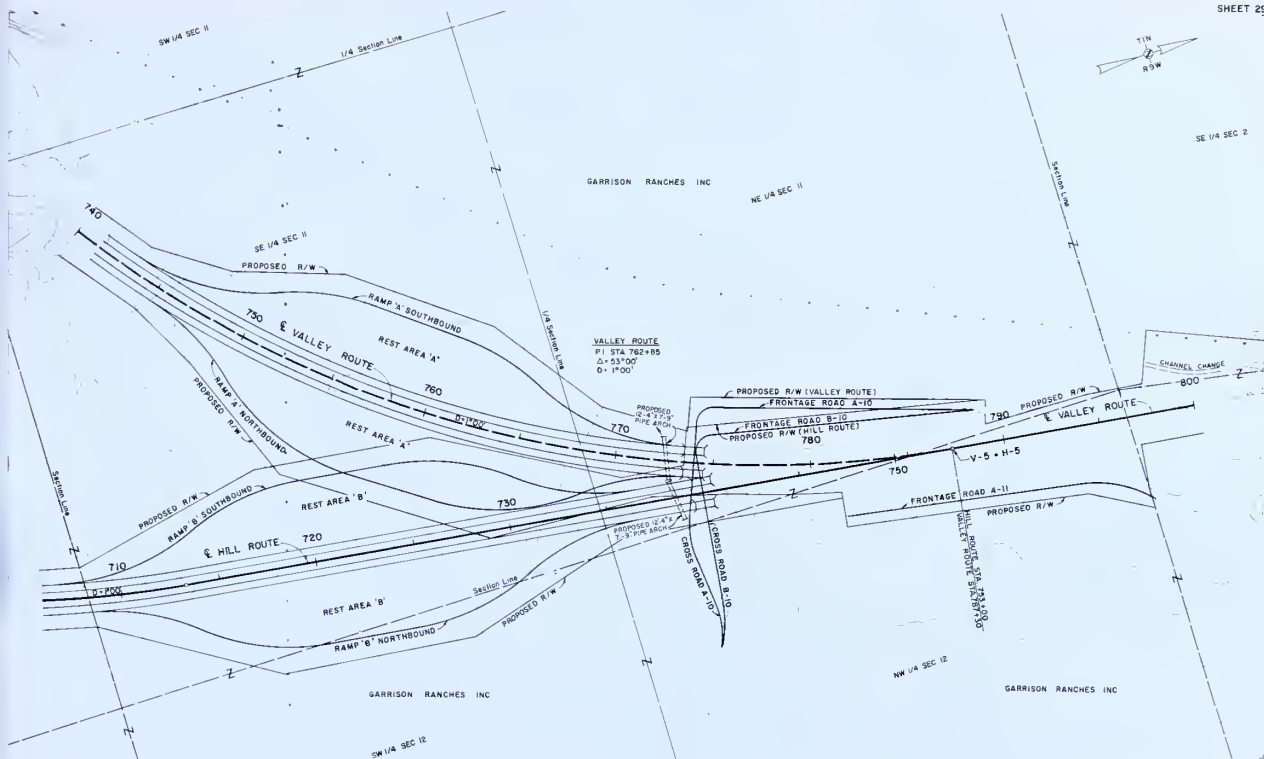 SHEET 29
SW 1/4 SEC 11
1/4 Section Line
Z
T1N
R9W
Z
SE 1/4 SEC 2
GARRISON RANCHES INC
NE 1/4 SEC 11
Section Line
Z
Z
740
SE 1/4 SEC 11
PROPOSED R/W
RAMP 'A' SOUTHBOUND
750
℄ VALLEY ROUTE
REST AREA 'A'
1/4 Section Line
VALLEY ROUTE
PI STA 762+85
Δ= 53°00'
D= 1°00'
760
D=1°00'
RAMP 'A' NORTHBOUND
PROPOSED R/W
REST AREA 'A'
770
PROPOSED
12'-4" X 7'-9"
PIPE ARCH
PROPOSED R/W (VALLEY ROUTE)
FRONTAGE ROAD A-10
FRONTAGE ROAD B-10
PROPOSED R/W (HILL ROUTE)
780
790
PROPOSED R/W
CHANNEL CHANGE
800
Z
℄ VALLEY ROUTE
V-5 = H-5
750
Z
Section Line
PROPOSED R/W
RAMP 'B' SOUTHBOUND
REST AREA 'B'
730
FRONTAGE ROAD A-11
PROPOSED R/W
PROPOSED 12'-4" X
7'-9" PIPE ARCH
CROSS ROAD A-10
CROSS ROAD B-10
HILL ROUTE STA. 753+00
VALLEY ROUTE STA. 787+30
Z
℄ HILL ROUTE
720
710
D=1°00'
Section Line
REST AREA 'B'
PROPOSED R/W
RAMP 'B' NORTHBOUND
Z
Z
Z
NW 1/4 SEC 12
GARRISON RANCHES INC
GARRISON RANCHES INC
Z
SW 1/4 SEC 12